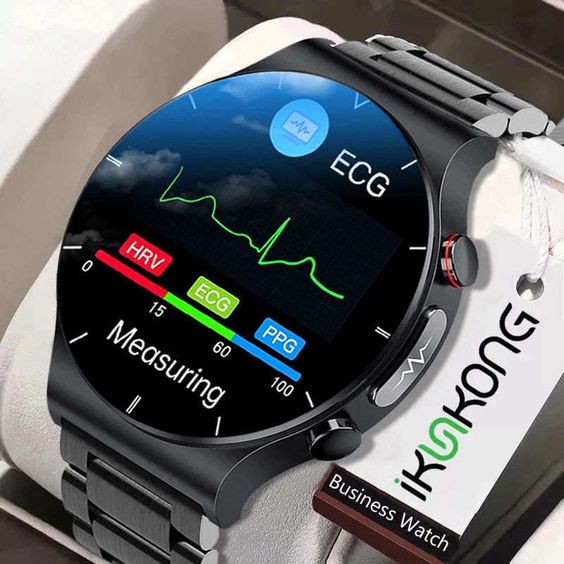 ECG
HRV
ECG
PPG
0
15
60
100
Measuring
iKSKONG
Business Watch